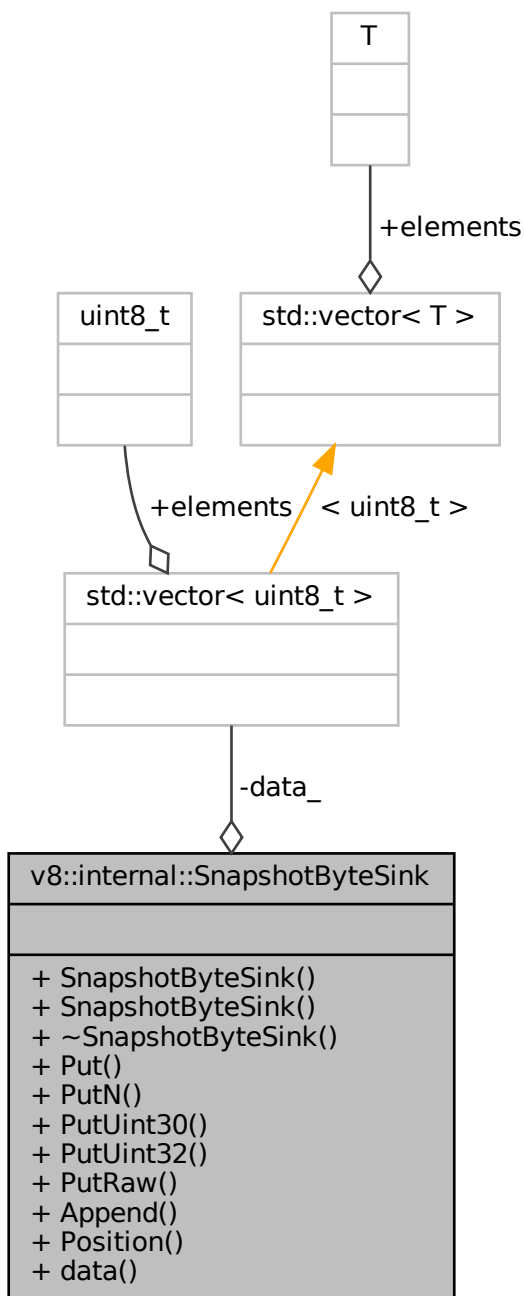 T
+elements
uint8_t
std::vector< T >
+elements
< uint8_t >
std::vector< uint8_t >
-data_
v8::internal::SnapshotByteSink
+ SnapshotByteSink()
+ SnapshotByteSink()
+ ~SnapshotByteSink()
+ Put()
+ PutN()
+ PutUint30()
+ PutUint32()
+ PutRaw()
+ Append()
+ Position()
+ data()